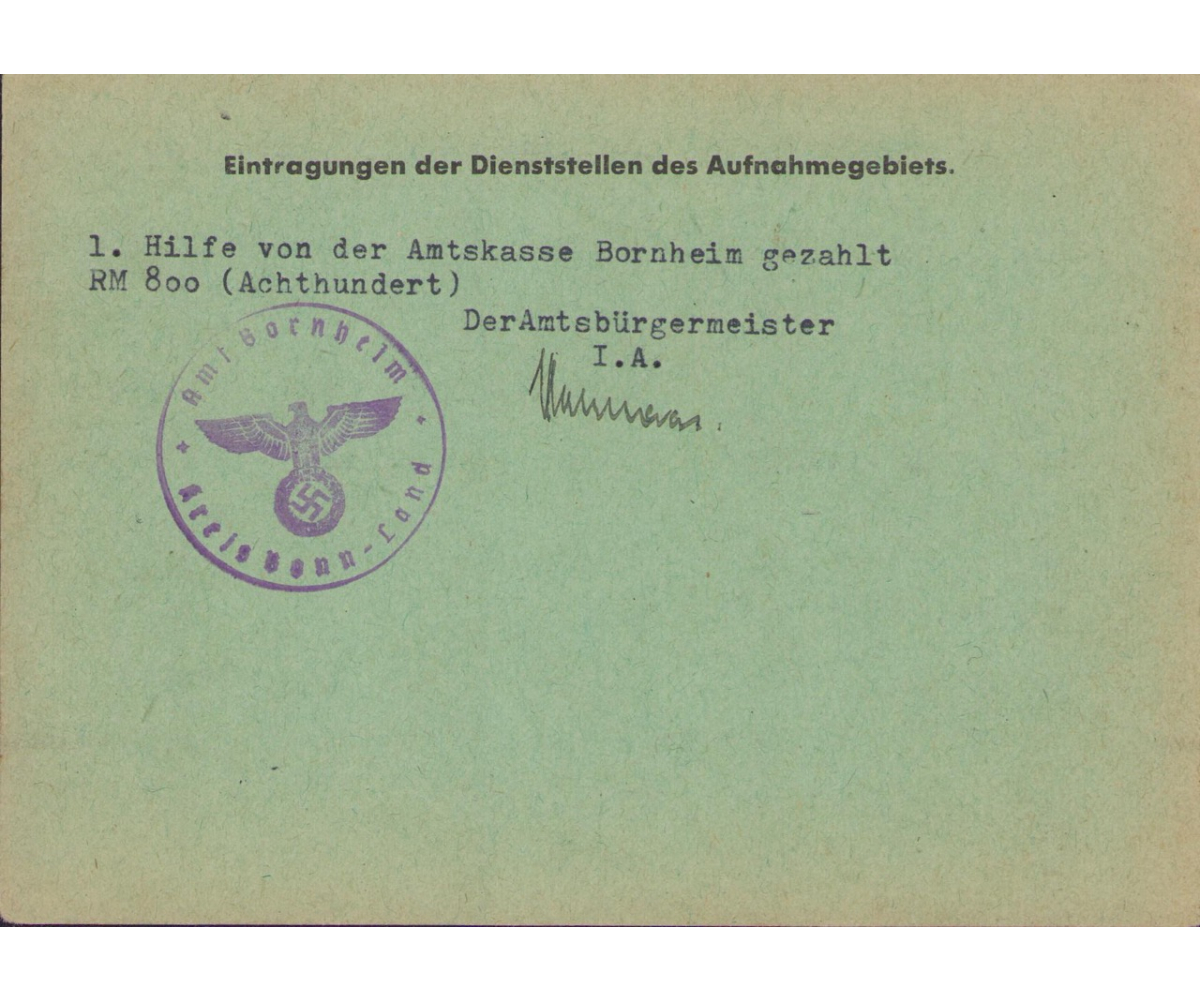 Eintragungen der Dienststellen des Aufnahmegebiets.
1. Hilfe von der Amtskasse Bornheim gezahlt
RM 800 (Achthundert)
DerAmtsbürgermeister
I.A.
Amt Bornheim
Kreis Bonn-Land